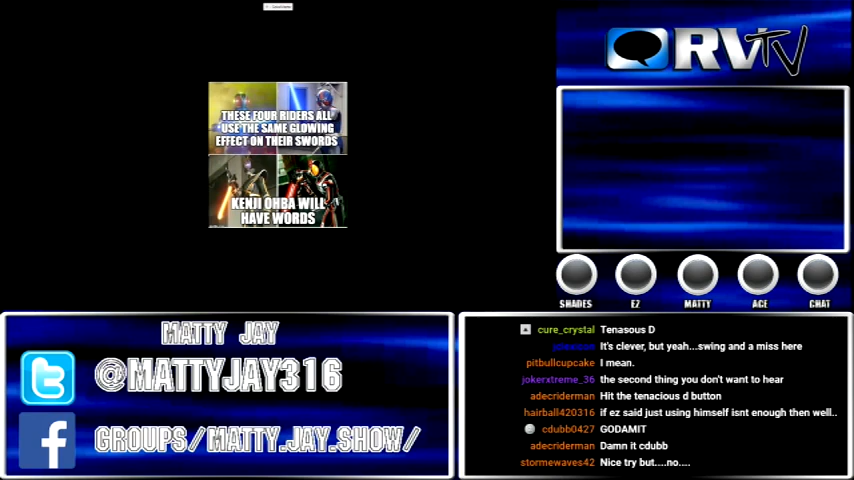 RVTV
THESE FOUR RIDERS ALL
USE THE SAME GLOWING
EFFECT ON THEIR SWORDS
KENJI OHBA WILL
HAVE WORDS
SHADES
EZ
MATTY
ACE
CHAT
MATTY JAY
@MATTYJAY316
GROUPS/MATTY.JAY.SHOW/
cure_crystal Tenasous D
It's clever, but yeah...swing and a miss here
pitbullcupcake I mean.
jokerxtreme_36 the second thing you don't want to hear
adecriderman Hit the tenacious d button
hairball420316 if ez said just using himself isnt enough then well..
cdubb0427 GODAMIT
adecriderman Damn it cdubb
stormewaves42 Nice try but....no....